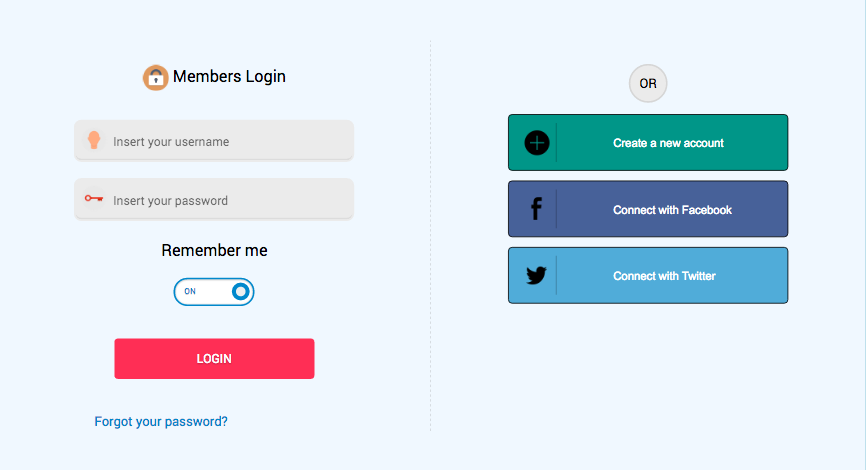 Members Login
Insert your username
Insert your password
Remember me
ON
LOGIN
Forgot your password?
OR
Create a new account
Connect with Facebook
Connect with Twitter